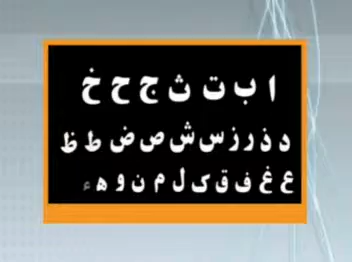 ا ب ت ث ج ح خ
د ذ ر ز س ش ص ض ط ظ
ع غ ف ق ک ل م ن و ه ء